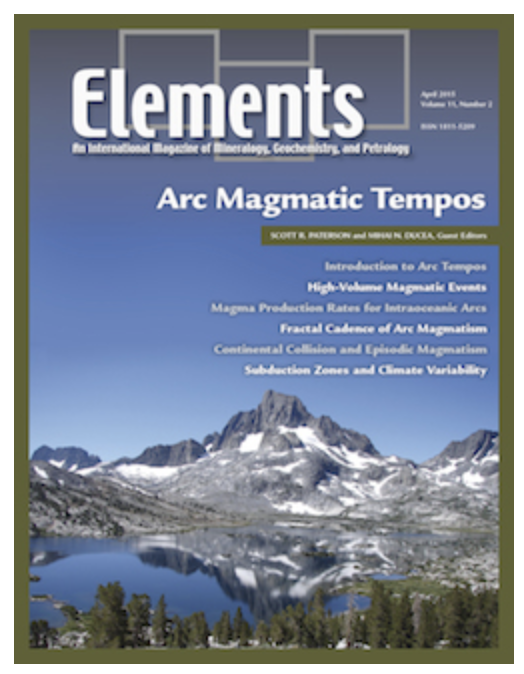 Elements
An International Magazine of Mineralogy, Geochemistry, and Petrology
April 2015
Volume 11, Number 2
ISSN 1811-5209
Arc Magmatic Tempos
SCOTT R. PATERSON and MIHAI N. DUCEA, Guest Editors
Introduction to Arc Tempos
High-Volume Magmatic Events
Magma Production Rates for Intraoceanic Arcs
Fractal Cadence of Arc Magmatism
Continental Collision and Episodic Magmatism
Subduction Zones and Climate Variability